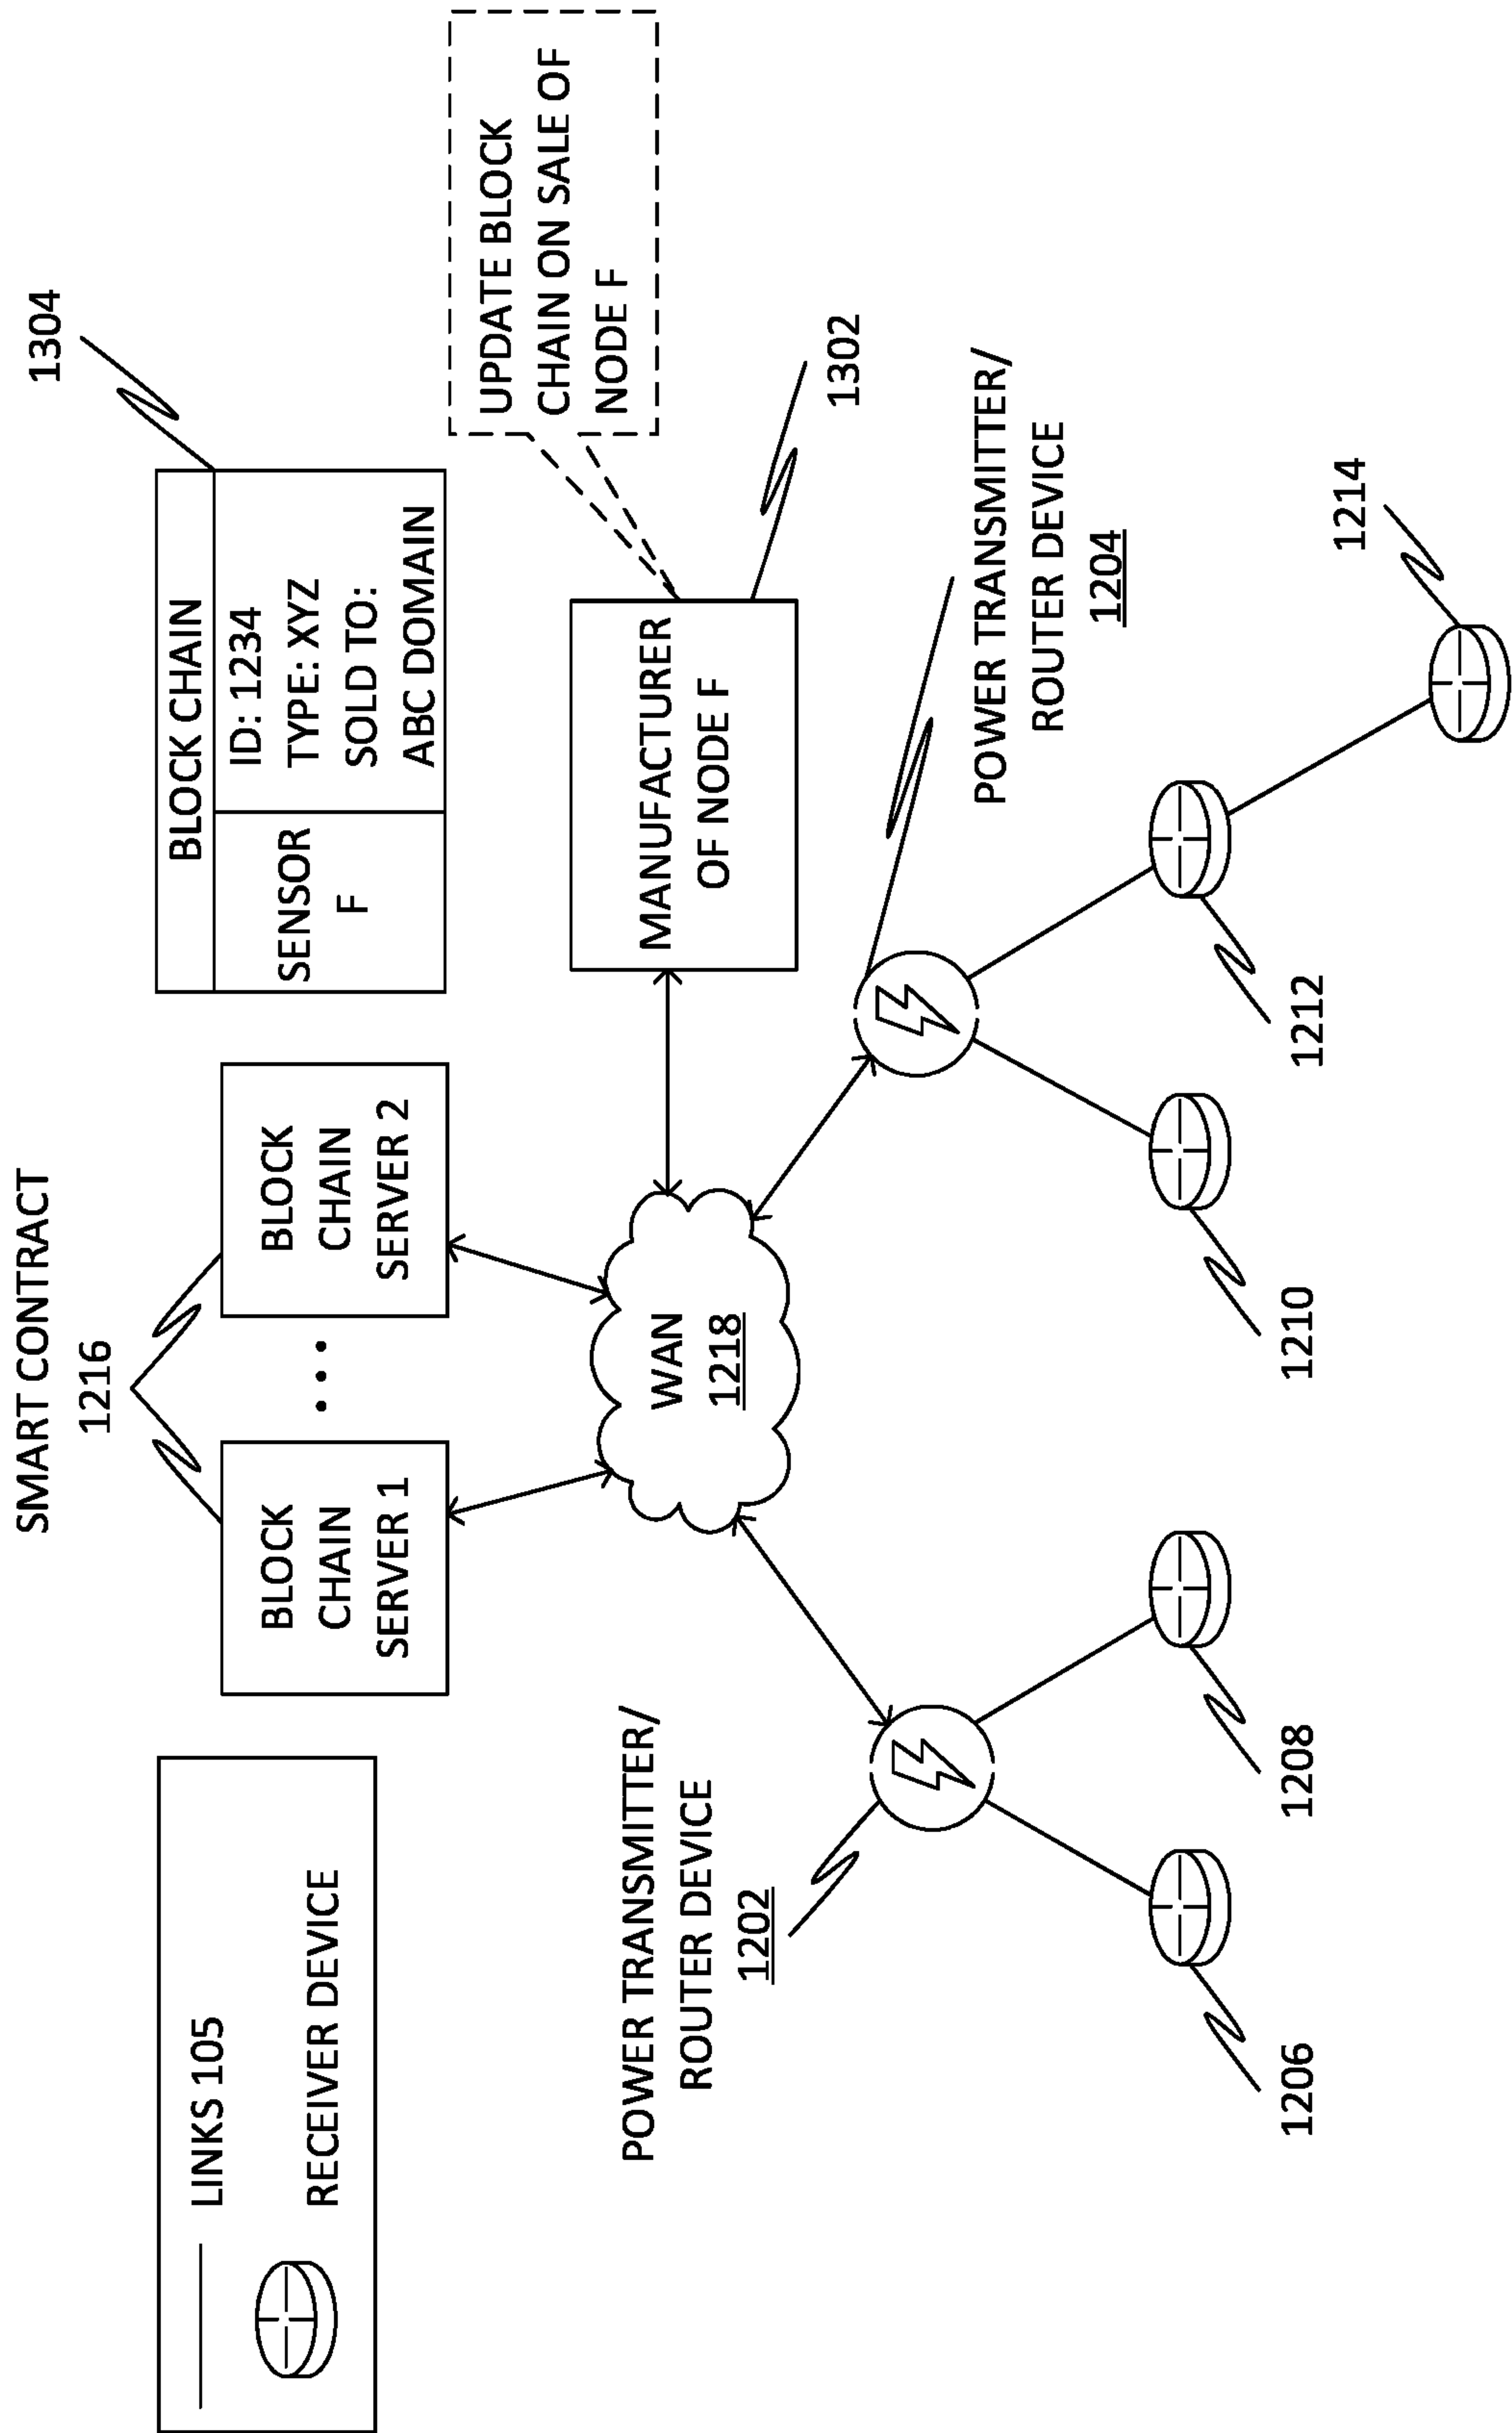 SMART CONTRACT
1216
LINKS 105
RECEIVER DEVICE
BLOCK
CHAIN
SERVER 1
BLOCK
CHAIN
SERVER 2
1304
BLOCK CHAIN
SENSOR
F
ID: 1234
TYPE: XYZ
SOLD TO:
ABC DOMAIN
UPDATE BLOCK
CHAIN ON SALE OF
NODE F
MANUFACTURER
OF NODE F
1302
WAN
1218
POWER TRANSMITTER/
ROUTER DEVICE
1202
POWER TRANSMITTER/
ROUTER DEVICE
1204
1206
1208
1210
1212
1214